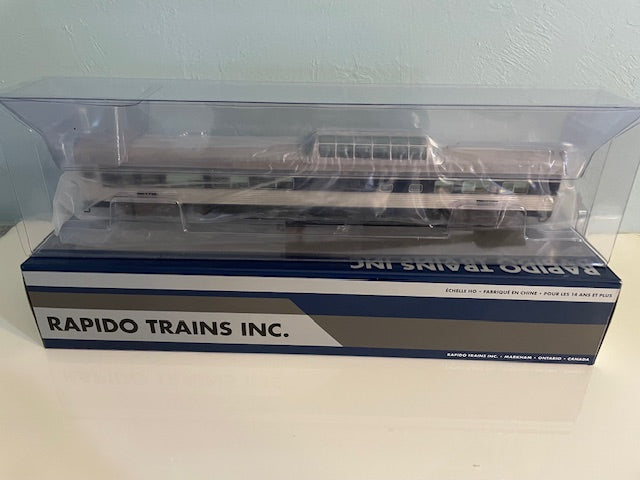 RAPIDO TRAINS INC
ÉCHELLE HO • FABRIQUÉ EN CHINE • POUR LES 14 ANS ET PLUS
RAPIDO TRAINS INC.
RAPIDO TRAINS INC. • MARKHAM • ONTARIO • CANADA